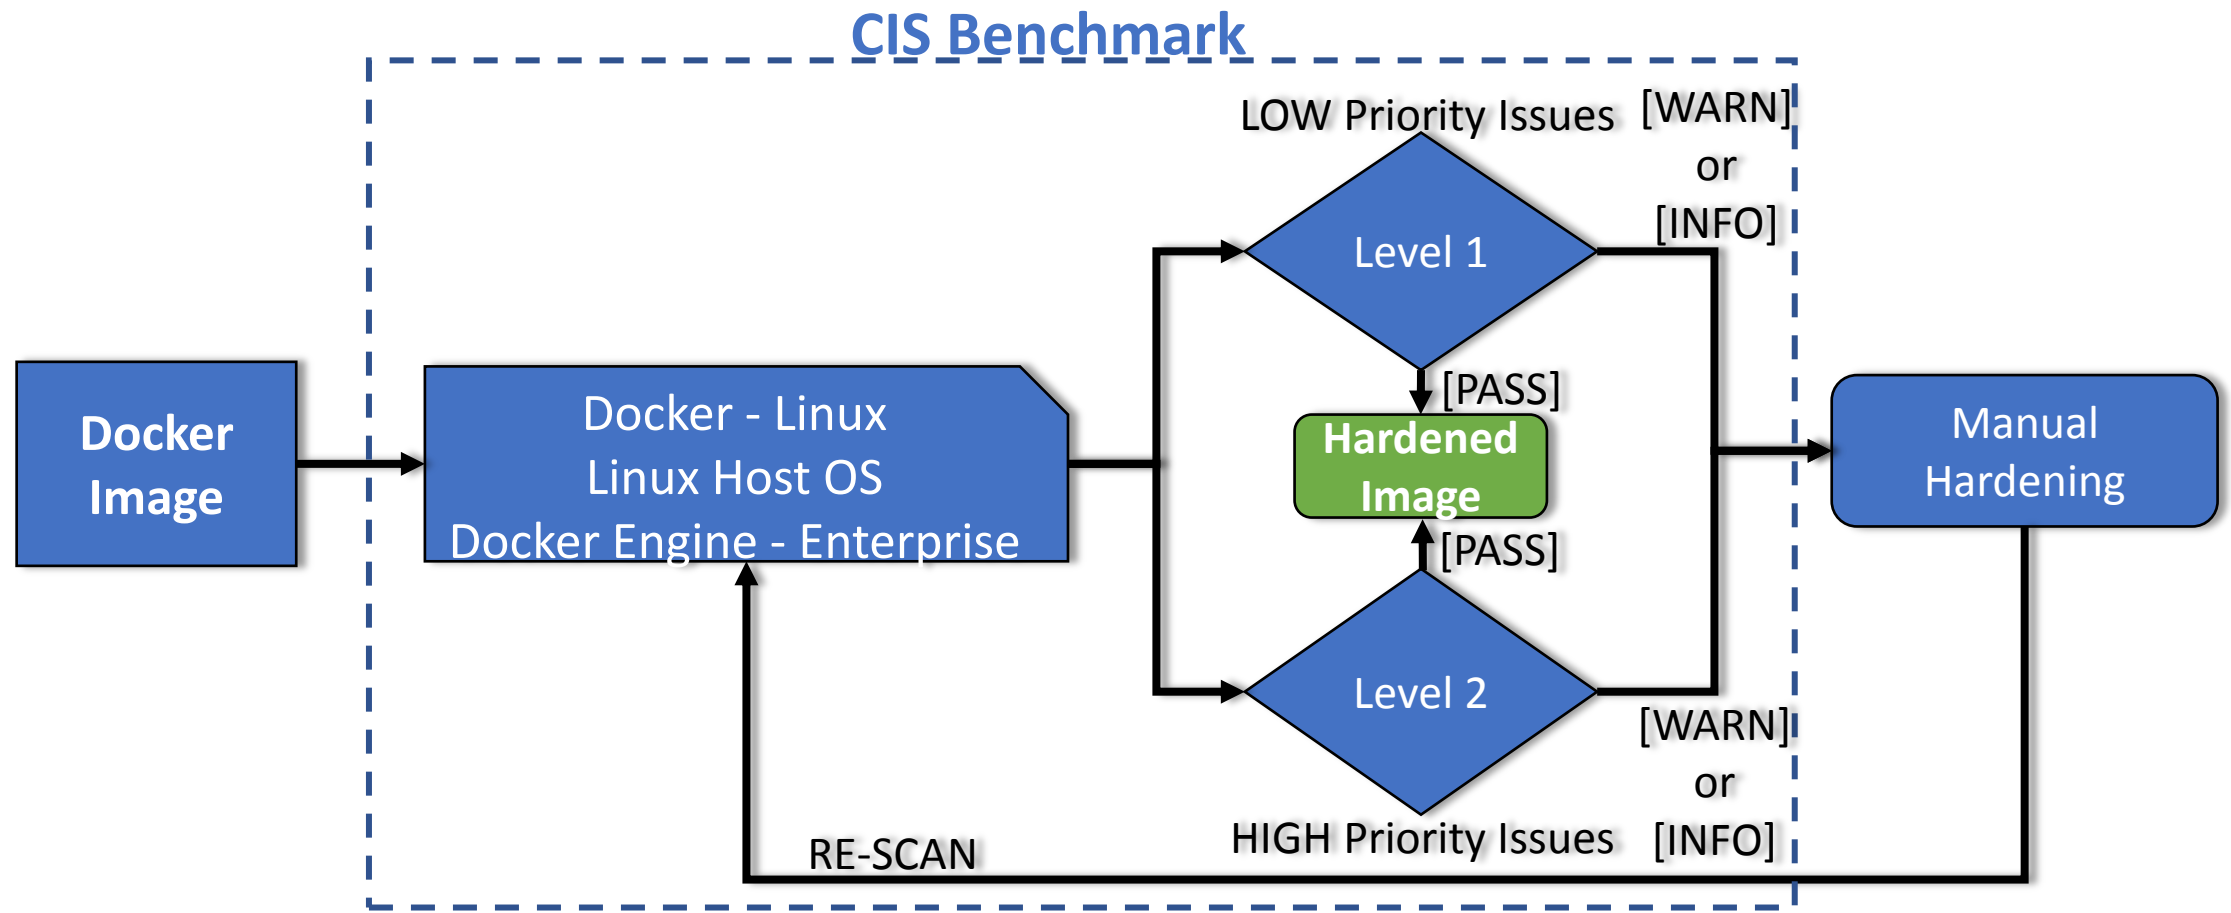 CIS Benchmark
LOW Priority Issues
[WARN]
or
[INFO]
Level 1
[PASS]
Docker
Image
Docker - Linux
Linux Host OS
Docker Engine - Enterprise
Hardened
Image
Manual
Hardening
[PASS]
Level 2
[WARN]
or
[INFO]
HIGH Priority Issues
RE-SCAN